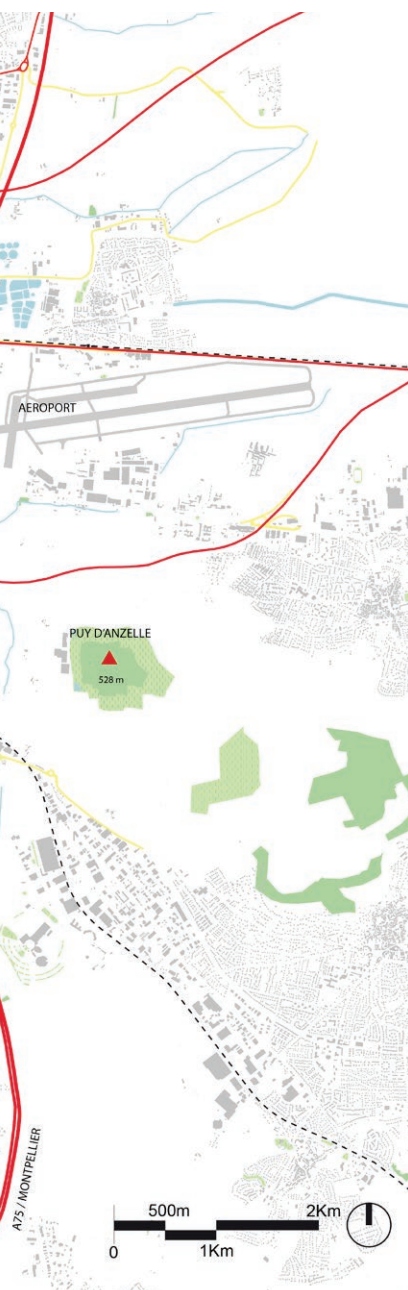 AEROPORT
PUY D'ANZELLE
528 m
A75 / MONTPELLIER
500m 2Km
0 1Km